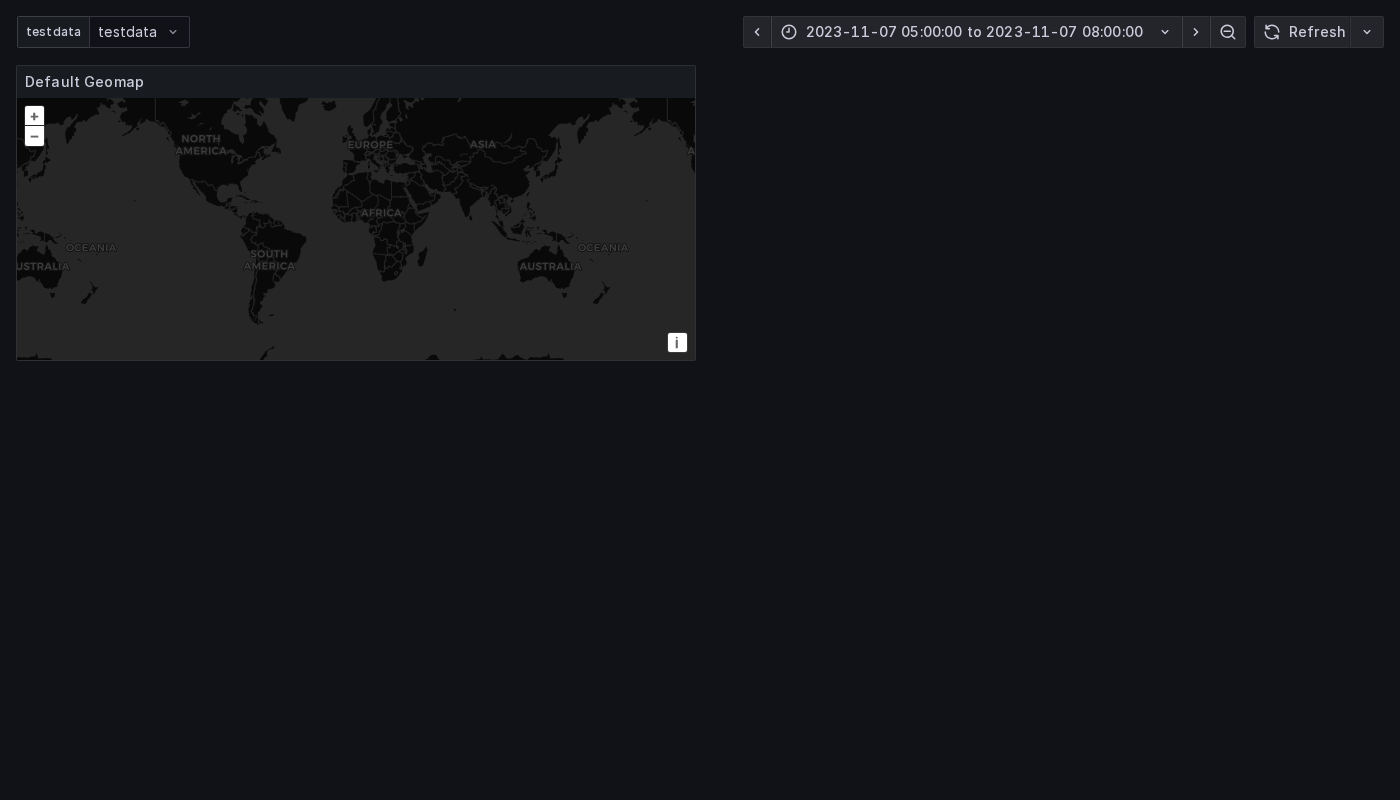 testdata testdata 2023-11-07 05:00:00 to 2023-11-07 08:00:00 Refresh
Default Geomap
+
−
NORTH
AMERICA
EUROPE
ASIA
A
AFRICA
OCEANIA
OCEANIA
SOUTH
AMERICA
USTRALIA
AUSTRALIA
i